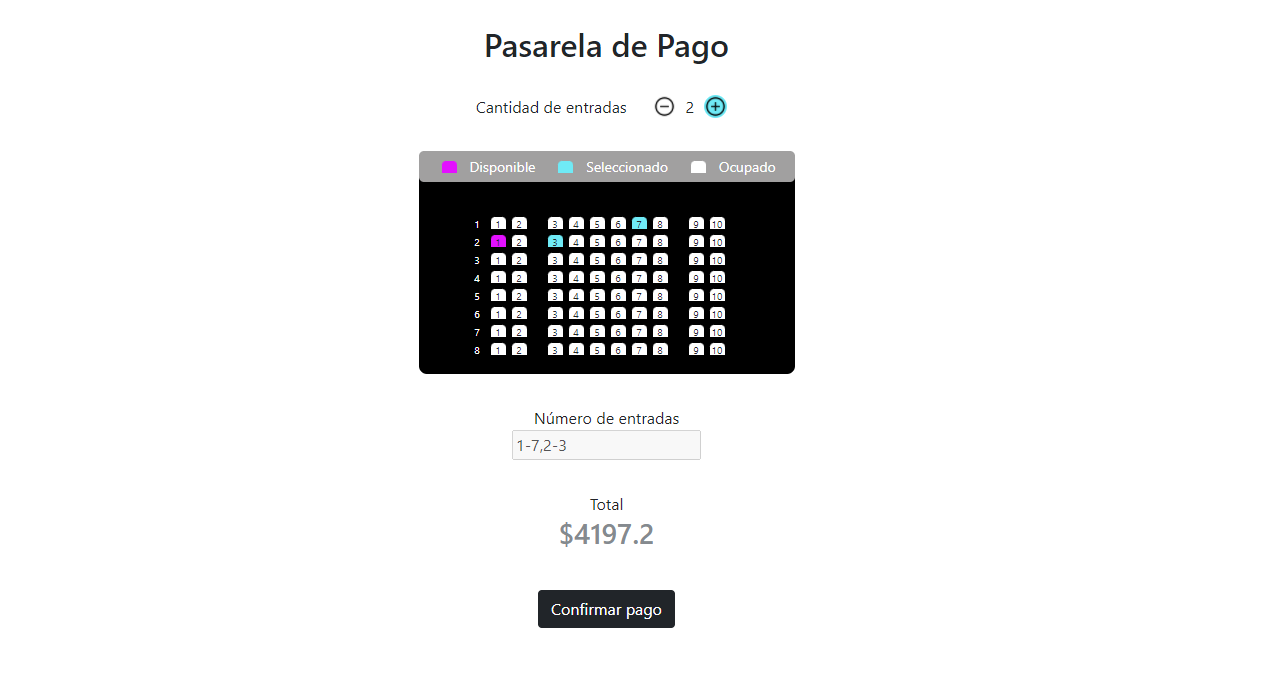 Pasarela de Pago
Cantidad de entradas 2
Disponible Seleccionado Ocupado
1 1 2 3 4 5 6 7 8 9 10
2 1 2 3 4 5 6 7 8 9 10
3 1 2 3 4 5 6 7 8 9 10
4 1 2 3 4 5 6 7 8 9 10
5 1 2 3 4 5 6 7 8 9 10
6 1 2 3 4 5 6 7 8 9 10
7 1 2 3 4 5 6 7 8 9 10
8 1 2 3 4 5 6 7 8 9 10
Número de entradas
1-7,2-3
Total
$4197.2
Confirmar pago